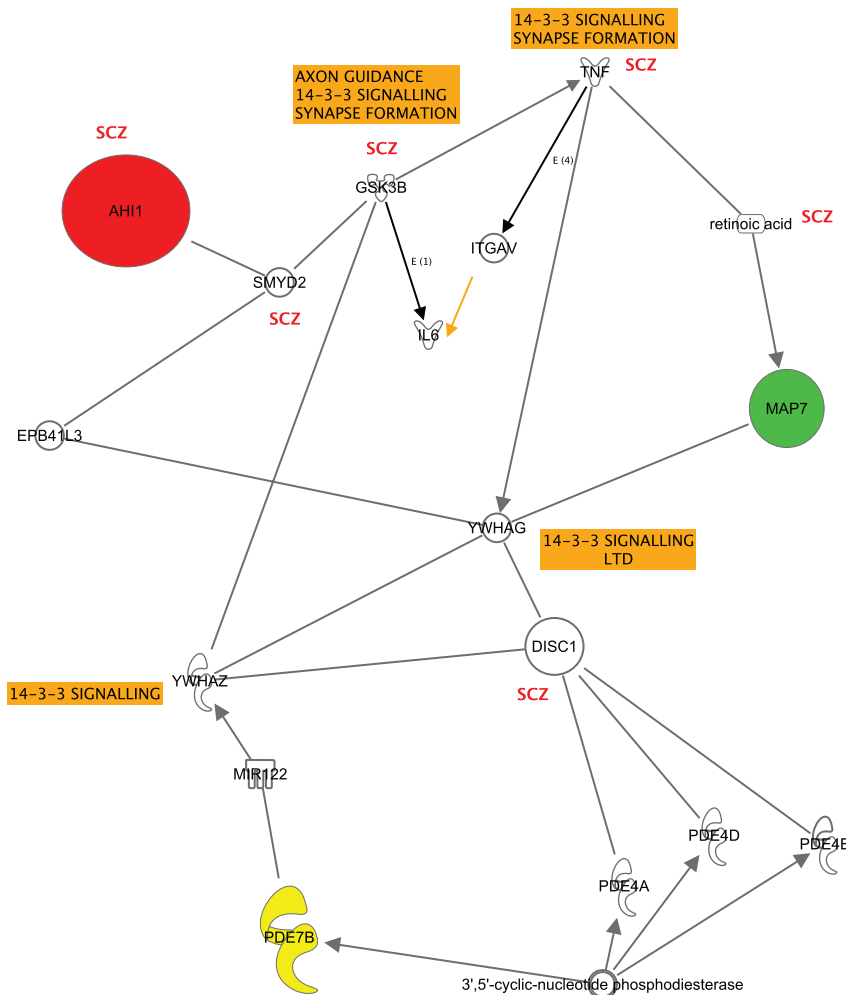 14-3-3 SIGNALLING
SYNAPSE FORMATION
TNF
SCZ
AXON GUIDANCE
14-3-3 SIGNALLING
SYNAPSE FORMATION
SCZ
SCZ
GSK3B
E (4)
AHI1
retinoic acid
SCZ
ITGAV
E (1)
SMYD2
SCZ
IL6
MAP7
EPB41L3
YWHAG
14-3-3 SIGNALLING
LTD
DISC1
YWHAZ
14-3-3 SIGNALLING
SCZ
MIR122
PDE4D
PDE4E
PDE4A
PDE7B
3',5'-cyclic-nucleotide phosphodiesterase